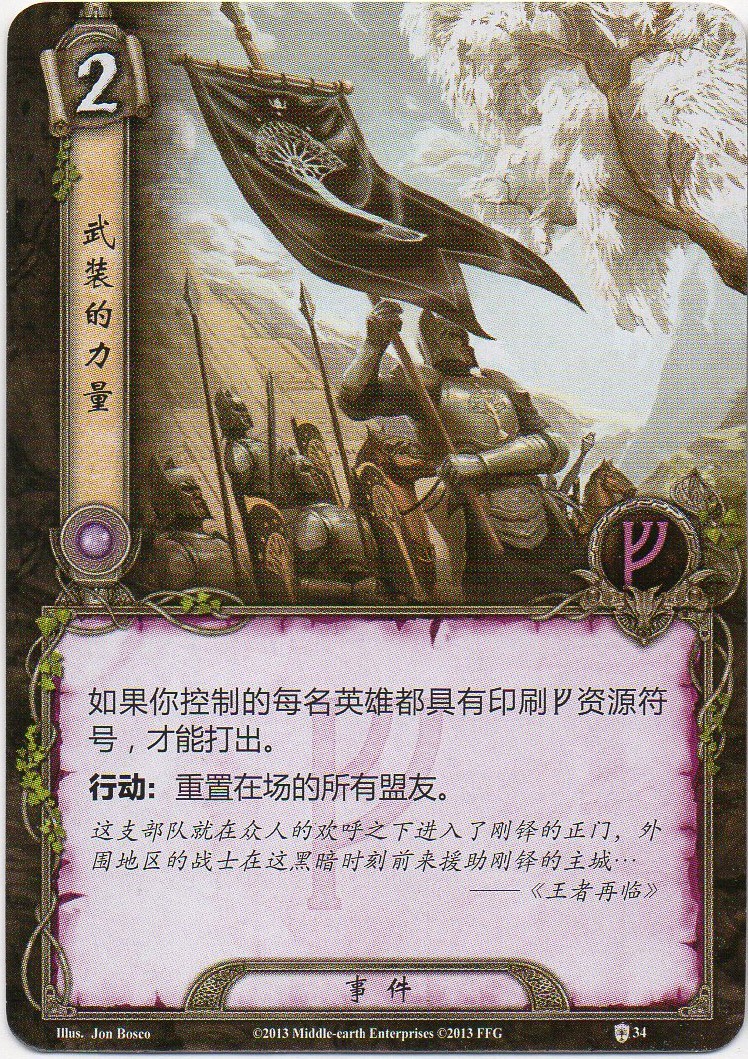 2
武装的力量
如果你控制的每名英雄都具有印刷ᚠ资源符
号，才能打出。
行动：重置在场的所有盟友。
这支部队就在众人的欢呼之下进入了刚铎的正门，外
围地区的战士在这黑暗时刻前来援助刚铎的主城…
——《王者再临》
事件
Illus. Jon Bosco ©2013 Middle-earth Enterprises ©2013 FFG 34